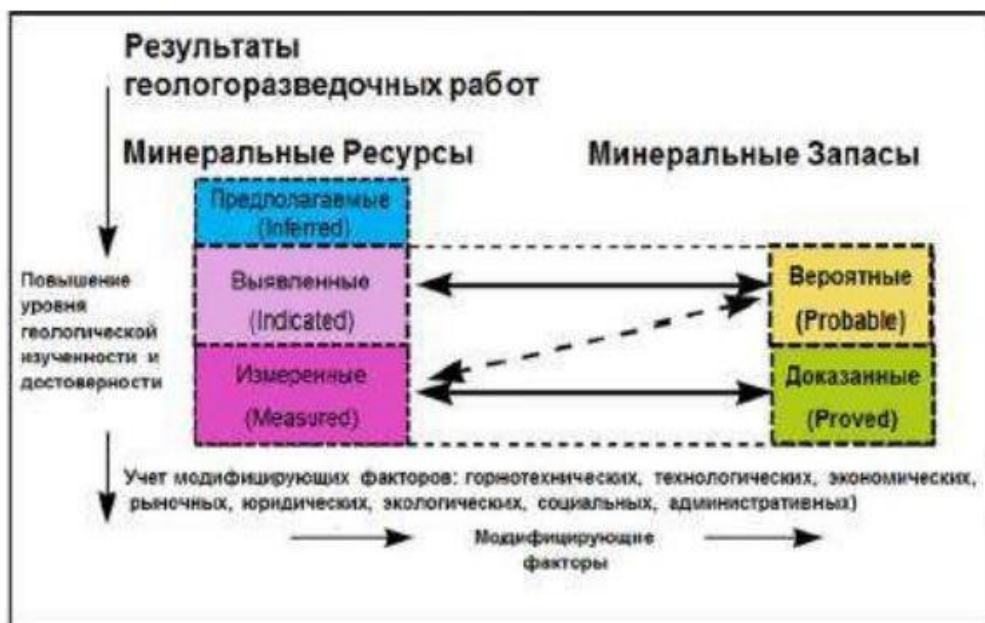 Результаты
геологоразведочных работ
Минеральные Ресурсы
Минеральные Запасы
Предполагаемые
(Inferred)
Выявленные
(Indicated)
Измеренные
(Measured)
Вероятные
(Probable)
Доказанные
(Proved)
Повышение
уровня
геологической
изученности и
достоверности
Учет модифицирующих факторов: горнотехнических, технологических, экономических,
рыночных, юридических, экологических, социальных, административных)
Модифицирующие
факторы